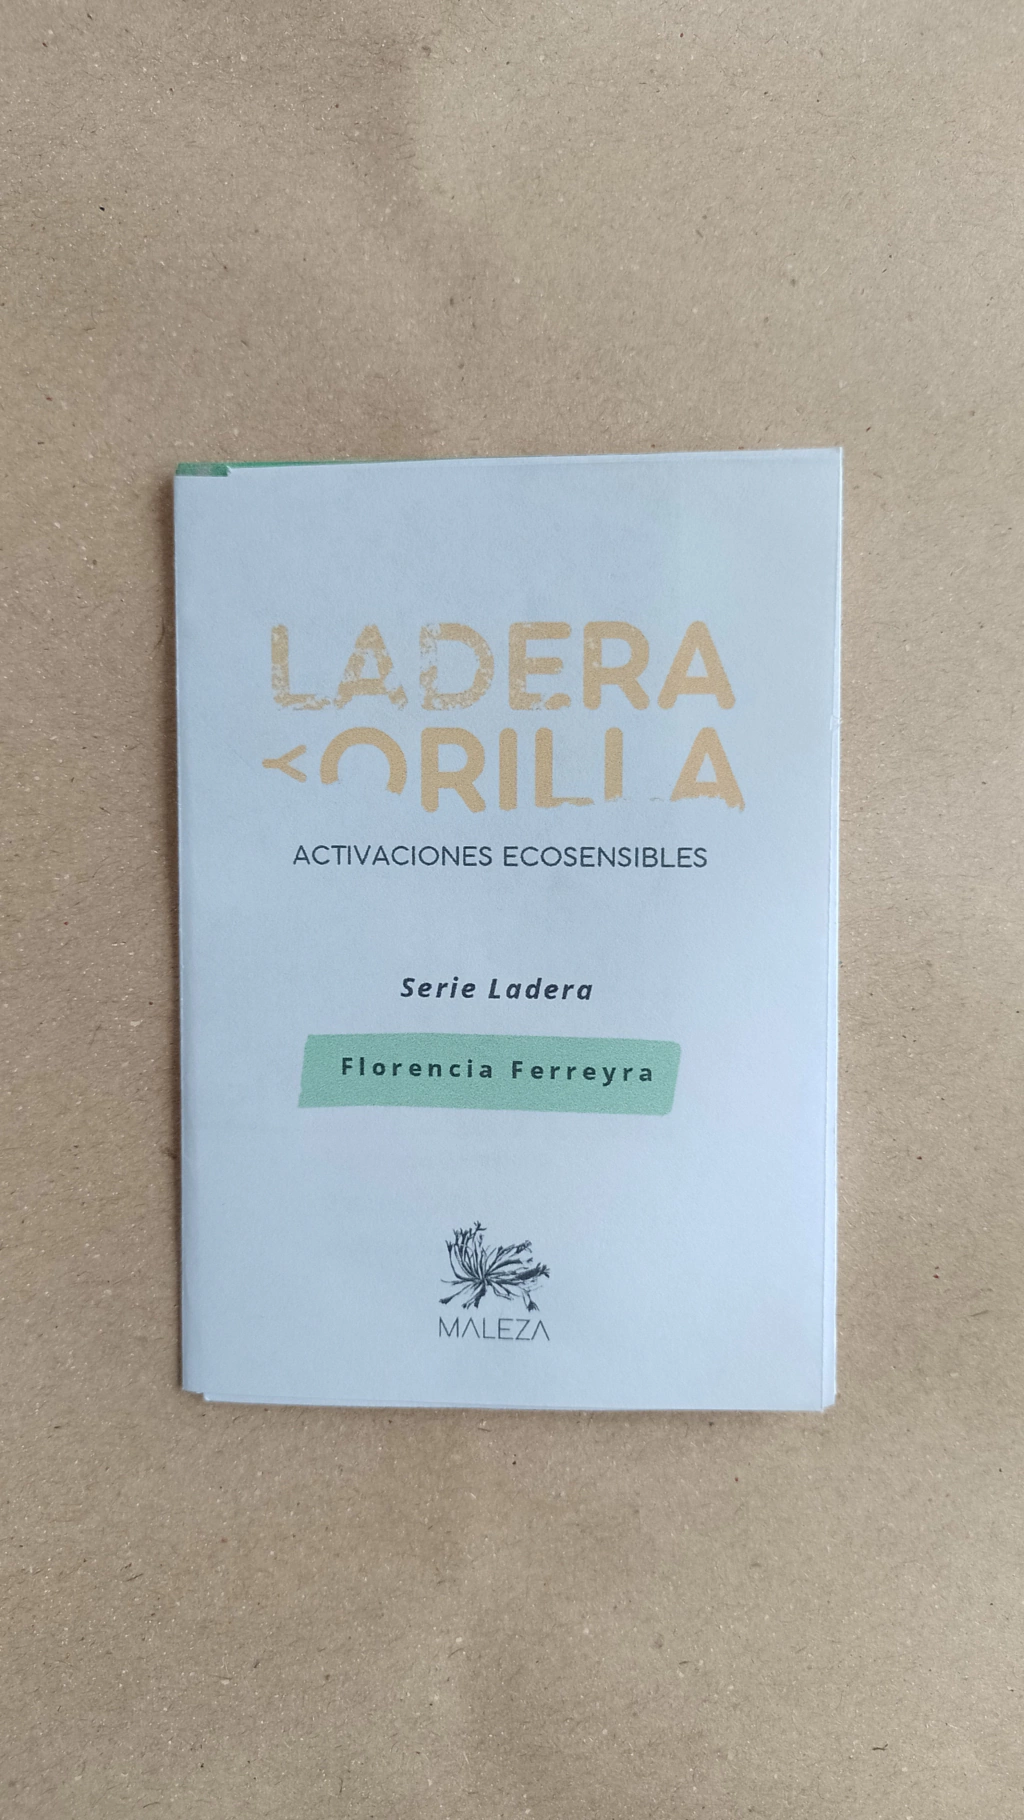 LADERA
Y ORILLA
ACTIVACIONES ECOSENSIBLES
Serie Ladera
Florencia Ferreyra
MALEZA